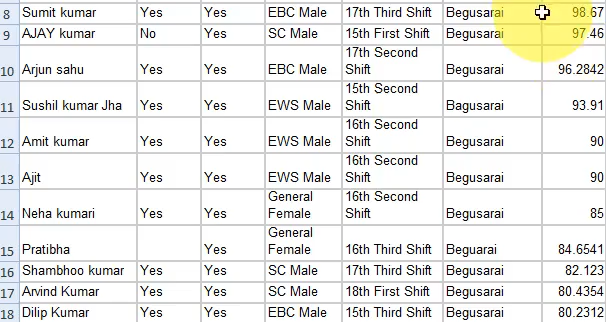 8 Sumit kumar Yes Yes EBC Male 17th Third Shift Begusarai 98.67
9 AJAY kumar No Yes SC Male 15th First Shift Begusarai 97.46
10 Arjun sahu Yes Yes EBC Male 17th Second Shift Begusarai 96.2842
11 Sushil kumar Jha Yes Yes EWS Male 15th Second Shift Bagusarai 93.91
12 Amit kumar Yes Yes EWS Male 16th Second Shift Begusarai 90
13 Ajit Yes Yes EWS Male 16th Second Shift Begusarai 90
14 Neha kumari Yes Yes General Female 16th Second Shift Begusarai 85
15 Pratibha Yes General Female 16th Third Shift Beguarai 84.6541
16 Shambhoo kumar Yes Yes SC Male 17th Third Shift Begusarai 82.123
17 Arvind Kumar Yes Yes SC Male 18th First Shift Begusarai 80.4354
18 Dilip Kumar Yes Yes EBC Male 15th Third Shift Begusarai 80.2312